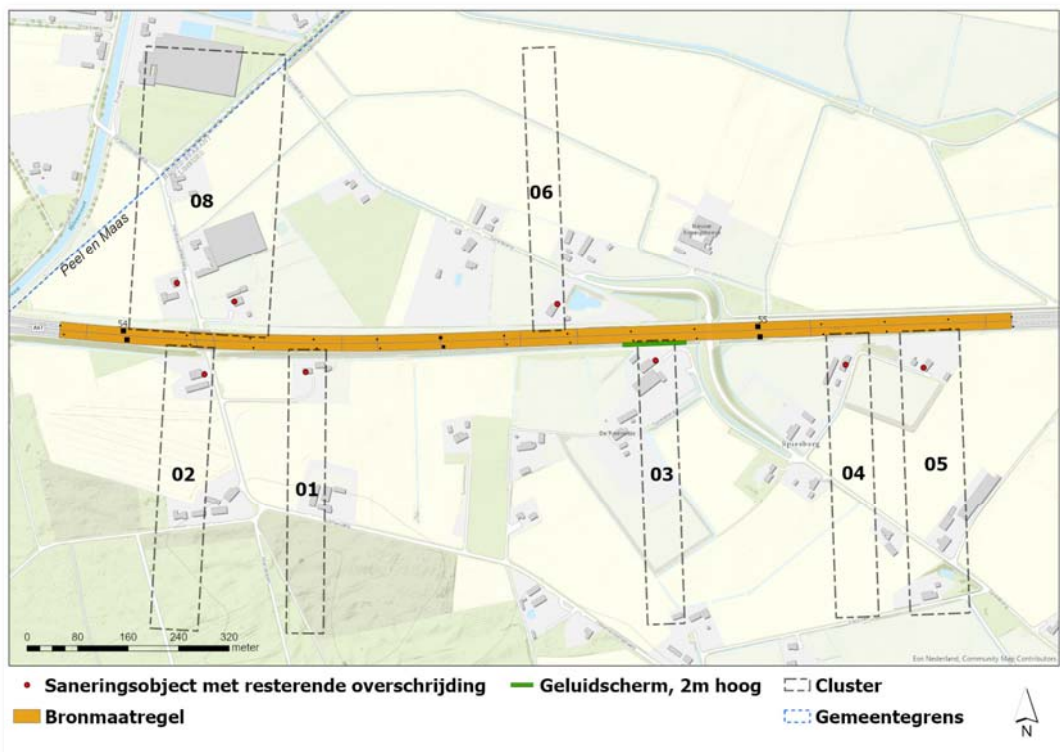 08
06
Peel en Maas
A67
54
55
De Kievitshof
Spiesberg
02
01
03
04
05
0 80 160 240 320
meter
Esri Nederland, Community Map Contributors
Saneringsobject met resterende overschrijding
Geluidscherm, 2m hoog
Cluster
Bronmaatregel
Gemeentegrens
N